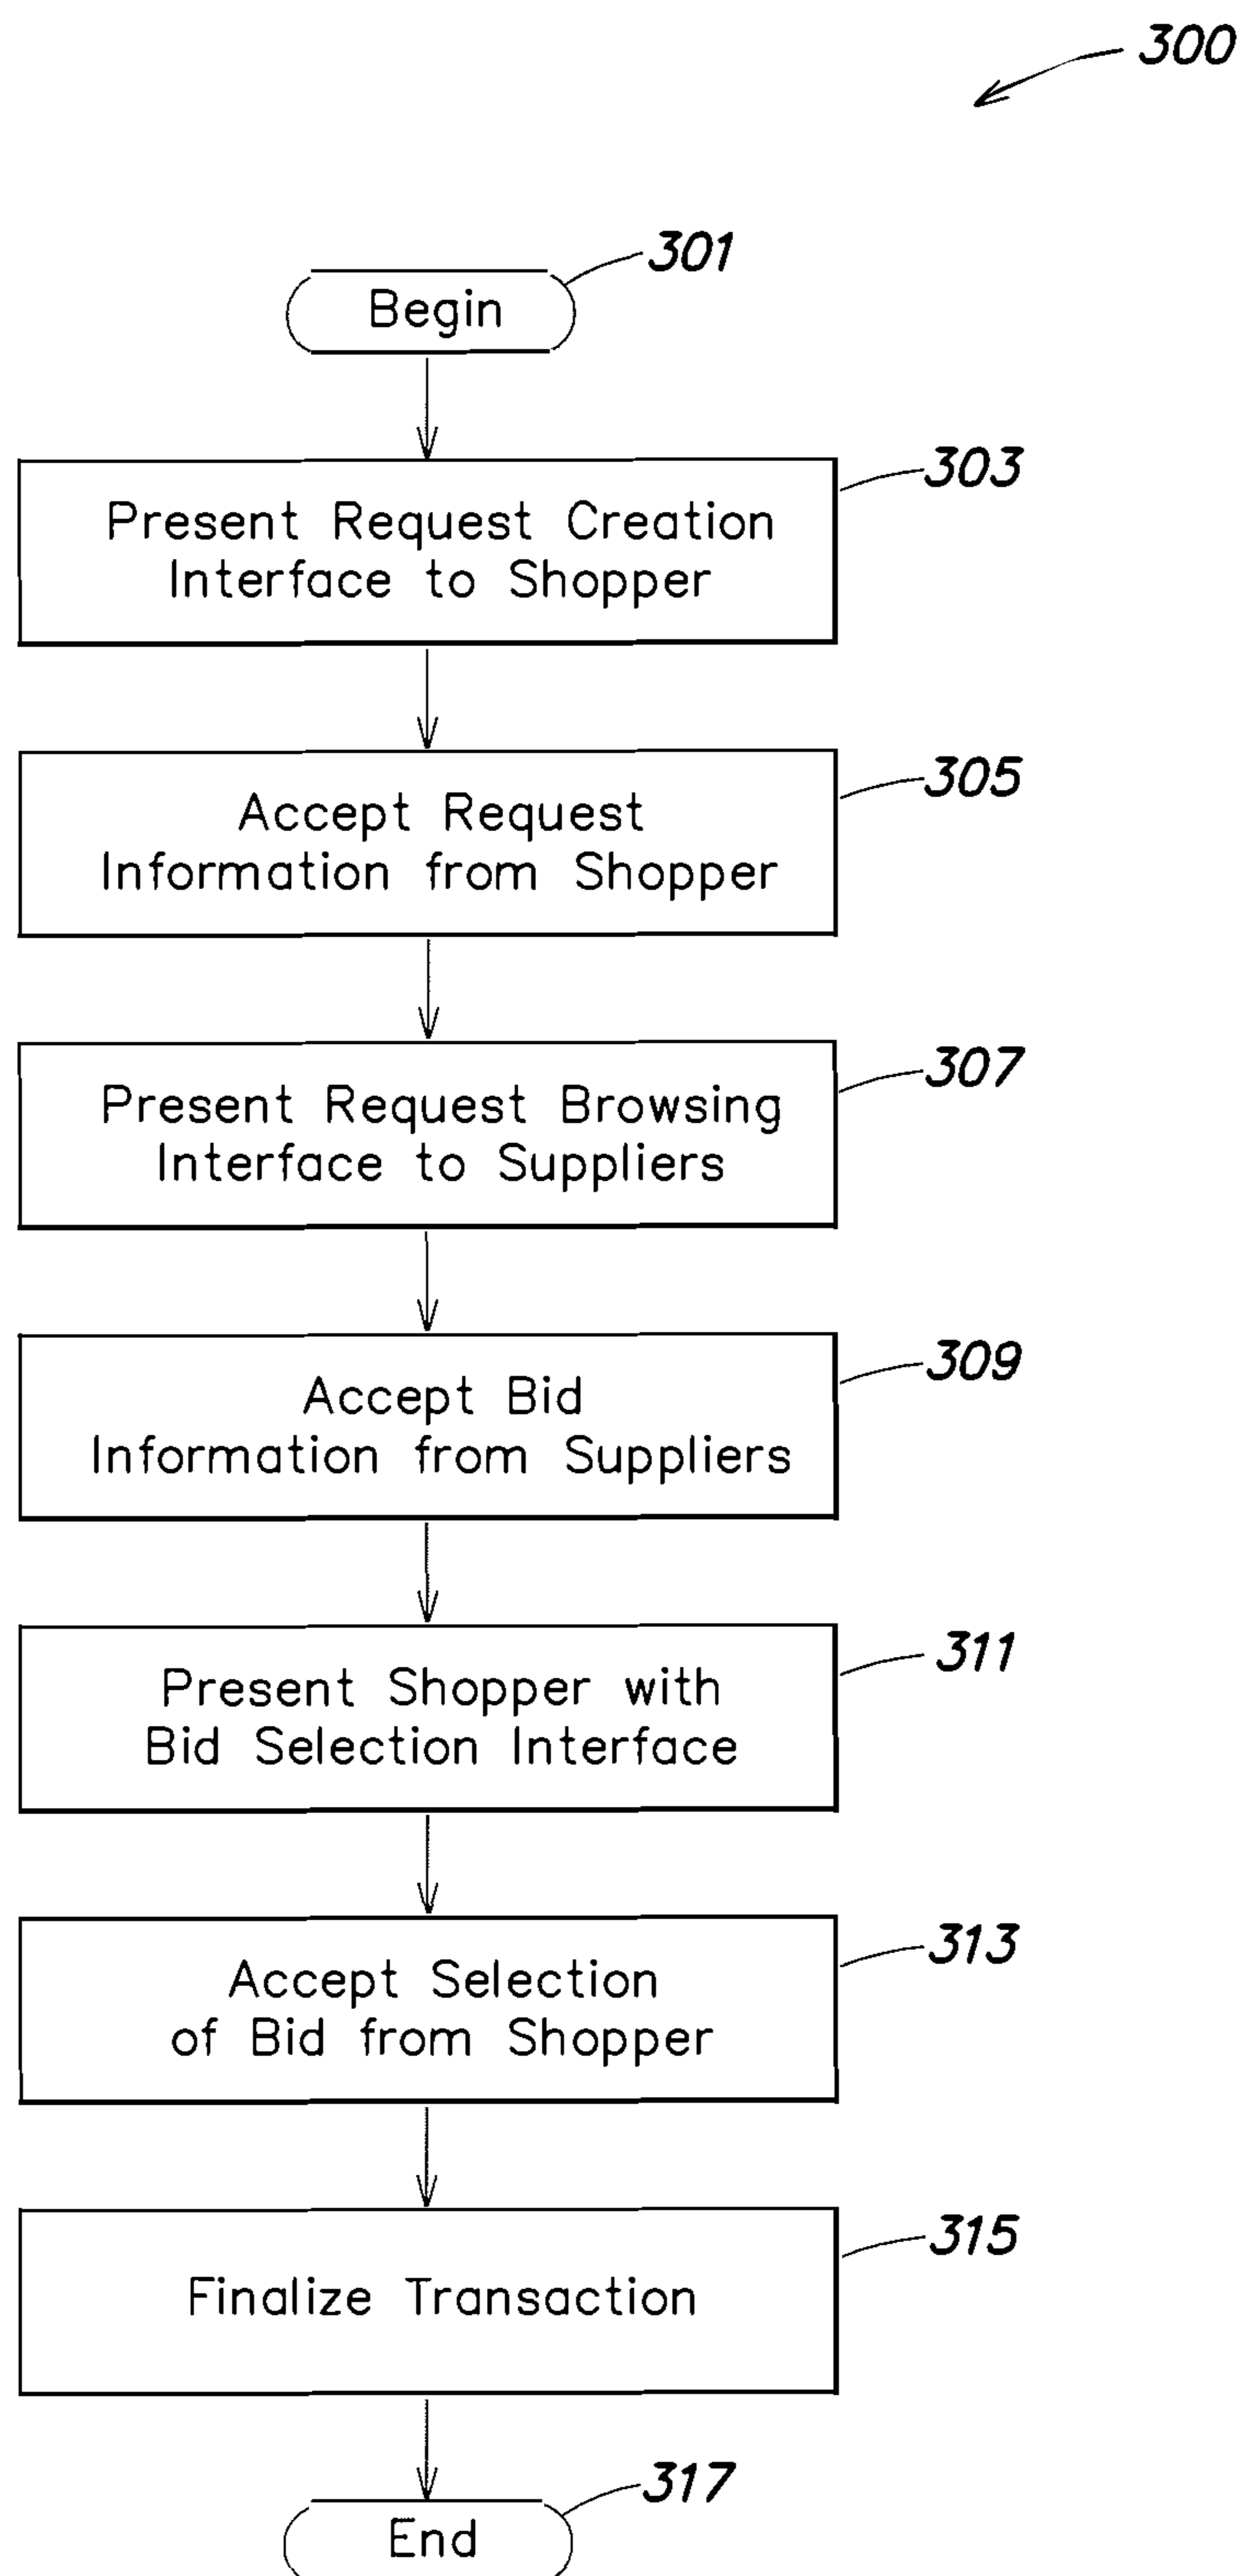 300
301
Begin
303
Present Request Creation
Interface to Shopper
305
Accept Request
Information from Shopper
307
Present Request Browsing
Interface to Suppliers
309
Accept Bid
Information from Suppliers
311
Present Shopper with
Bid Selection Interface
313
Accept Selection
of Bid from Shopper
315
Finalize Transaction
317
End